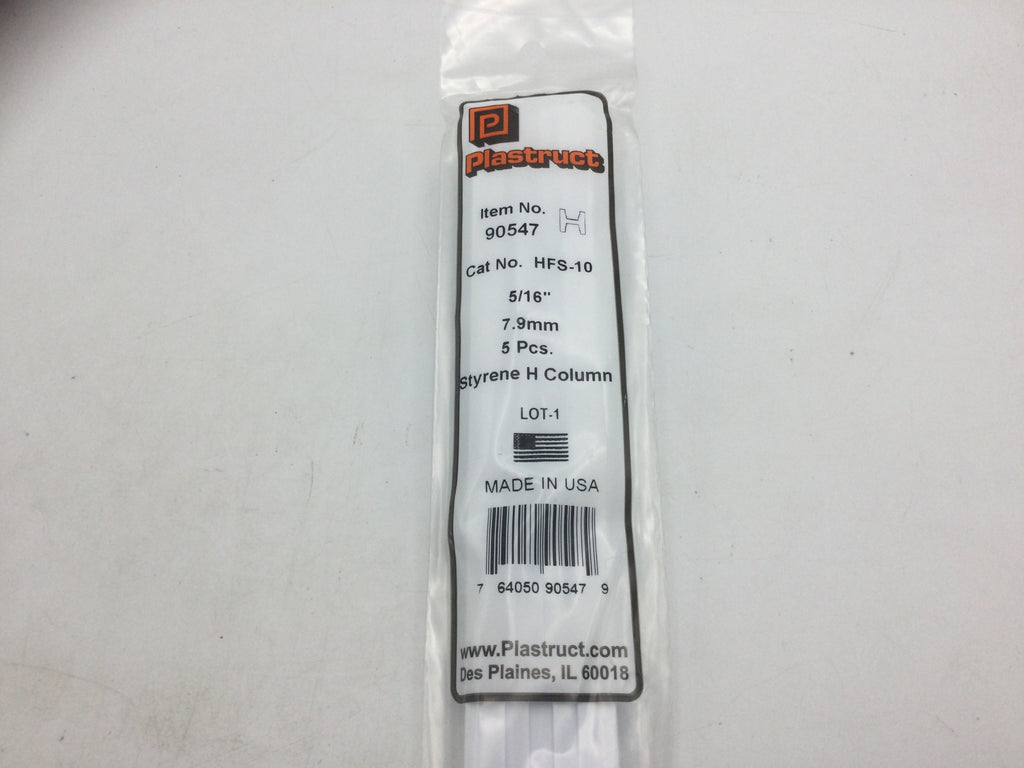 P
Plastruct
Item No.
90547
Cat No. HFS-10
5/16"
7.9mm
5 Pcs.
Styrene H Column
LOT-1
MADE IN USA
7 64050 90547 9
www.Plastruct.com
Des Plaines, IL 60018